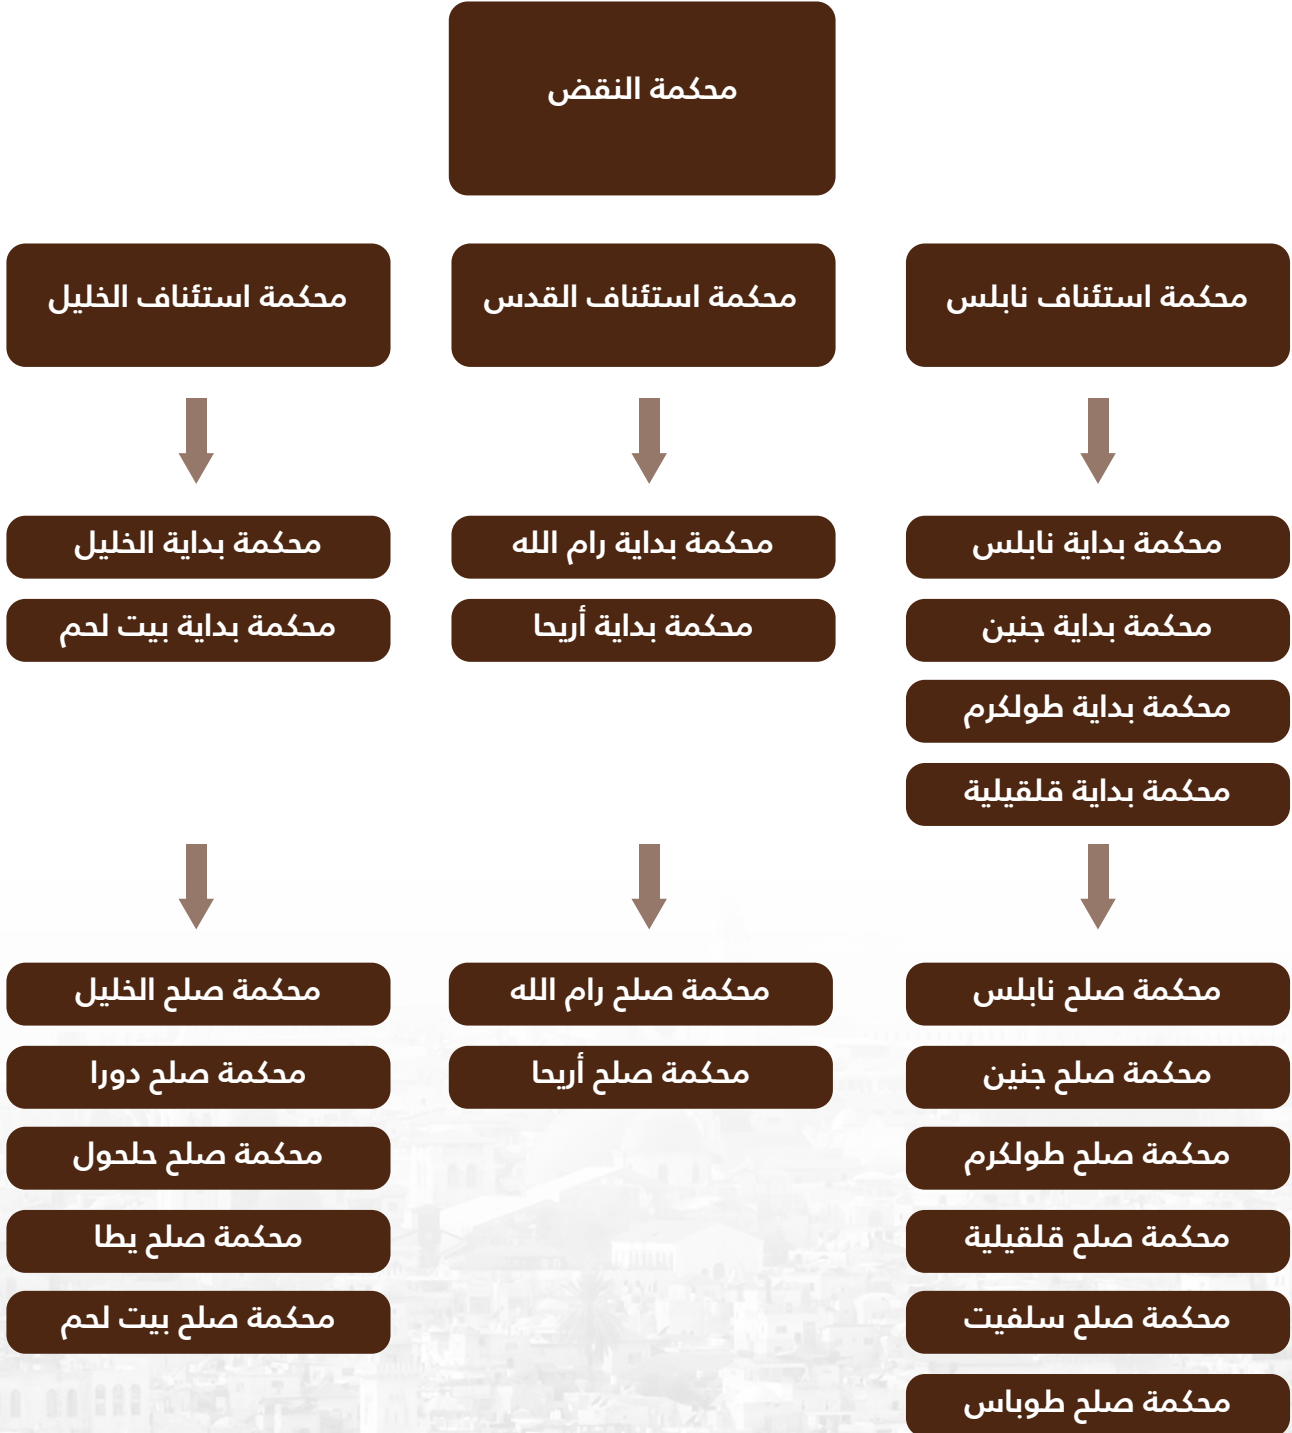 محكمة النقض
محكمة استئناف نابلس
محكمة استئناف القدس
محكمة استئناف الخليل
محكمة بداية نابلس
محكمة بداية رام الله
محكمة بداية الخليل
محكمة بداية جنين
محكمة بداية أريحا
محكمة بداية بيت لحم
محكمة بداية طولكرم
محكمة بداية قلقيلية
محكمة صلح نابلس
محكمة صلح رام الله
محكمة صلح الخليل
محكمة صلح جنين
محكمة صلح أريحا
محكمة صلح دورا
محكمة صلح طولكرم
محكمة صلح حلحول
محكمة صلح قلقيلية
محكمة صلح يطا
محكمة صلح سلفيت
محكمة صلح بيت لحم
محكمة صلح طوباس